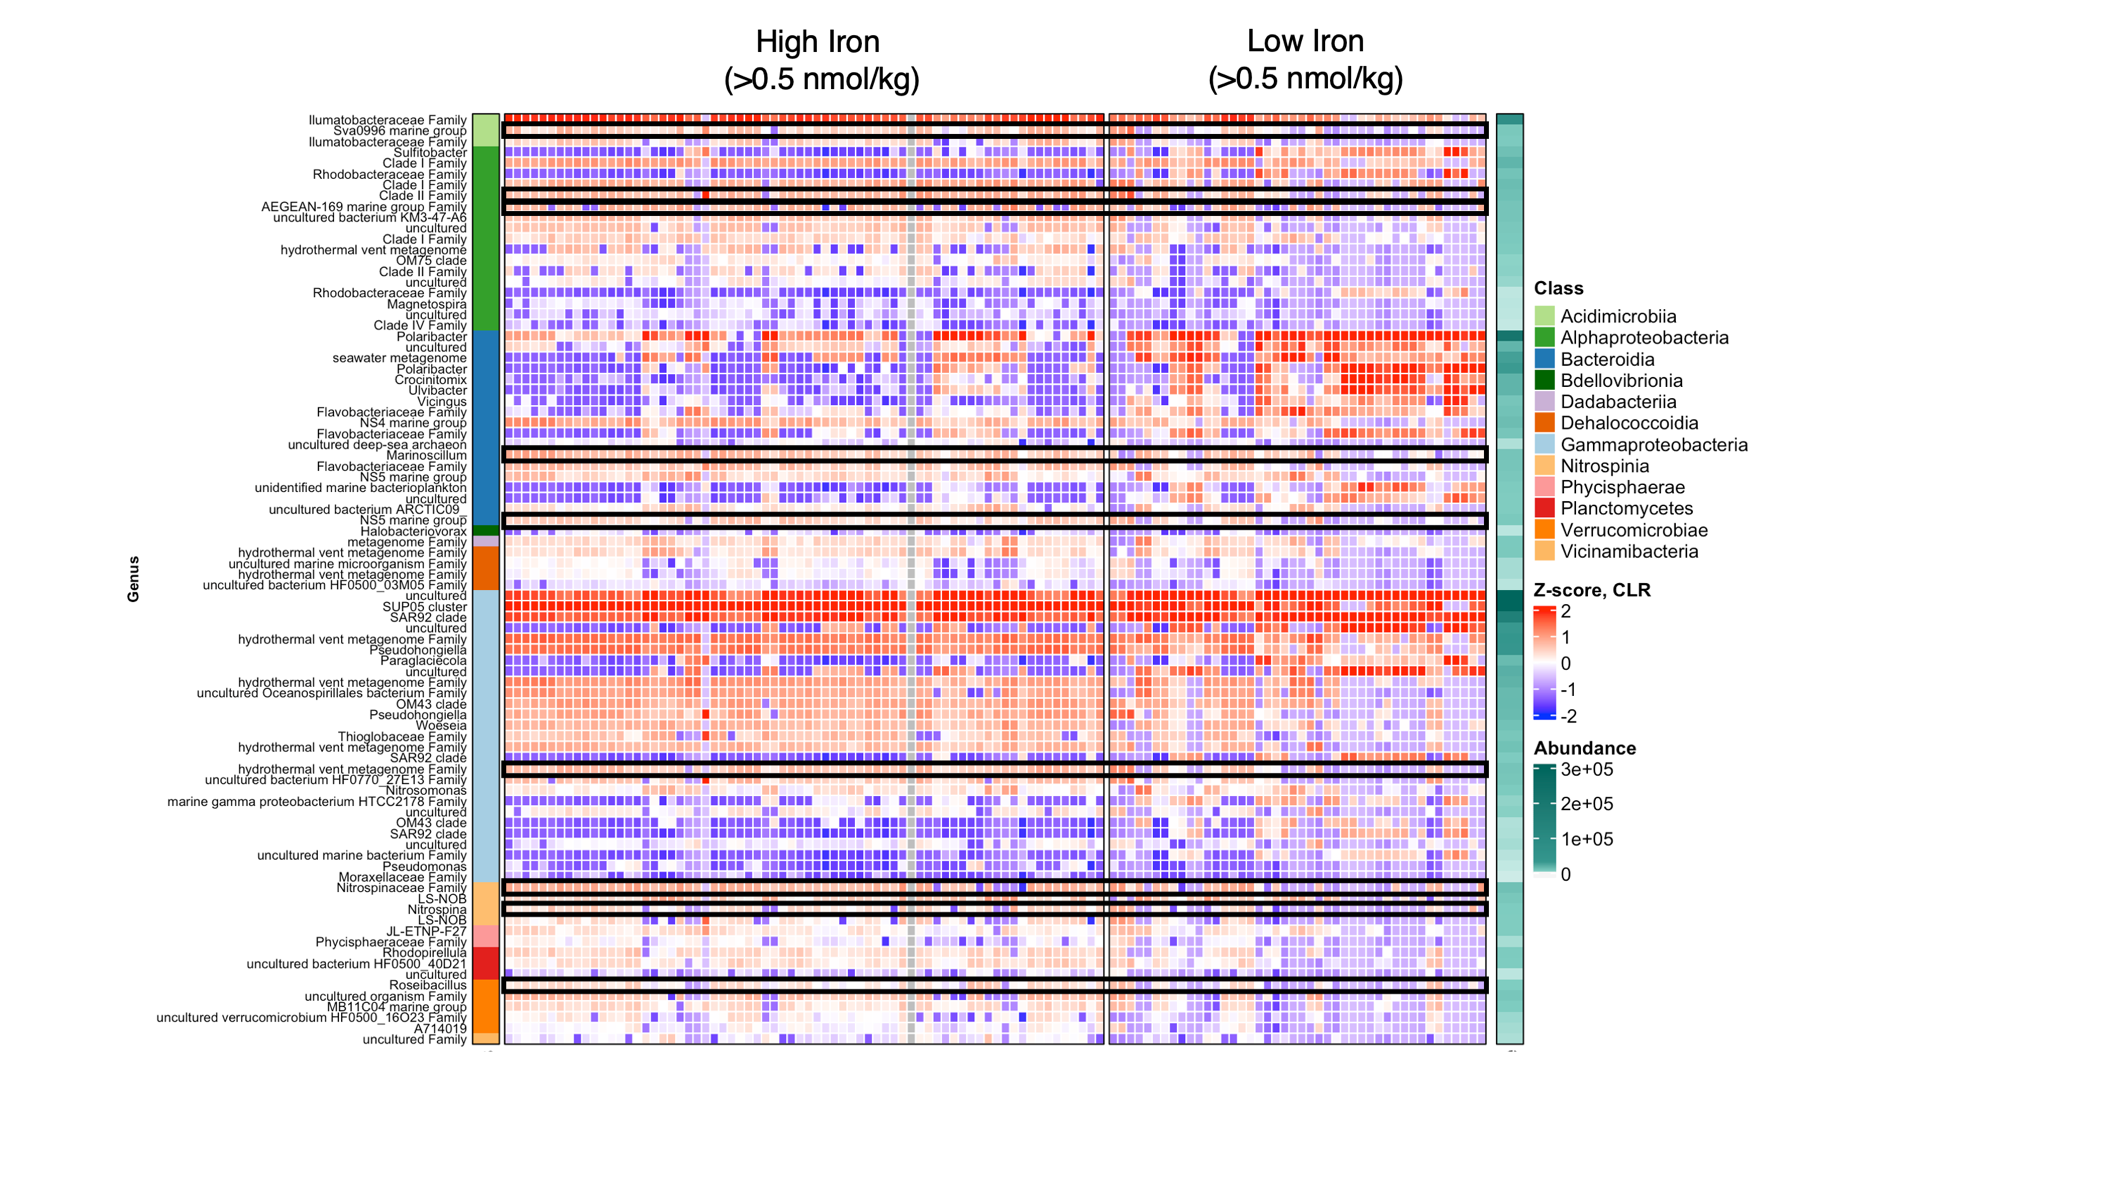 High Iron
(>0.5 nmol/kg)
Low Iron
(>0.5 nmol/kg)
Genus
Ilumatobacteraceae Family
Sva0996 marine group
Ilumatobacteraceae Family
Sulfitobacter
Clade I Family
Rhodobacteraceae Family
Clade I Family
Clade II Family
AEGEAN-169 marine group Family
uncultured bacterium KM3-47-A6
uncultured
Clade I Family
hydrothermal vent metagenome
OM75 clade
Clade II Family
uncultured
Rhodobacteraceae Family
Magnetospira
uncultured
Clade IV Family
Polaribacter
uncultured
seawater metagenome
Polaribacter
Crocinitomix
Ulvibacter
Vicingus
Flavobacteriaceae Family
NS4 marine group
Flavobacteriaceae Family
uncultured deep-sea archaeon
Marinoscillum
Flavobacteriaceae Family
NS5 marine group
unidentified marine bacterioplankton
uncultured
uncultured bacterium ARCTIC09_
NS5 marine group
Halobacteriovorax
metagenome Family
hydrothermal vent metagenome Family
uncultured marine microorganism Family
hydrothermal vent metagenome Family
uncultured bacterium HF0500_03M05 Family
uncultured
SUP05 cluster
SAR92 clade
uncultured
hydrothermal vent metagenome Family
Pseudohongiella
Paraglaciecola
uncultured
hydrothermal vent metagenome Family
uncultured Oceanospirillales bacterium Family
OM43 clade
Pseudohongiella
Woeseia
Thioglobaceae Family
hydrothermal vent metagenome Family
SAR92 clade
hydrothermal vent metagenome Family
uncultured bacterium HF0770_27E13 Family
Nitrosomonas
marine gamma proteobacterium HTCC2178 Family
uncultured
OM43 clade
SAR92 clade
uncultured
uncultured marine bacterium Family
Pseudomonas
Moraxellaceae Family
Nitrospinaceae Family
LS-NOB
Nitrospina
LS-NOB
JL-ETNP-F27
Phycisphaeraceae Family
Rhodopirellula
uncultured bacterium HF0500_40D21
uncultured
Roseibacillus
uncultured organism Family
MB11C04 marine group
uncultured verrucomicrobium HF0500_16O23 Family
A714019
uncultured Family
Class
Acidimicrobiia
Alphaproteobacteria
Bacteroidia
Bdellovibrionia
Dadabacteriia
Dehalococcoidia
Gammaproteobacteria
Nitrospinia
Phycisphaerae
Planctomycetes
Verrucomicrobiae
Vicinamibacteria
Z-score, CLR
2
1
0
-1
-2
Abundance
3e+05
2e+05
1e+05
0